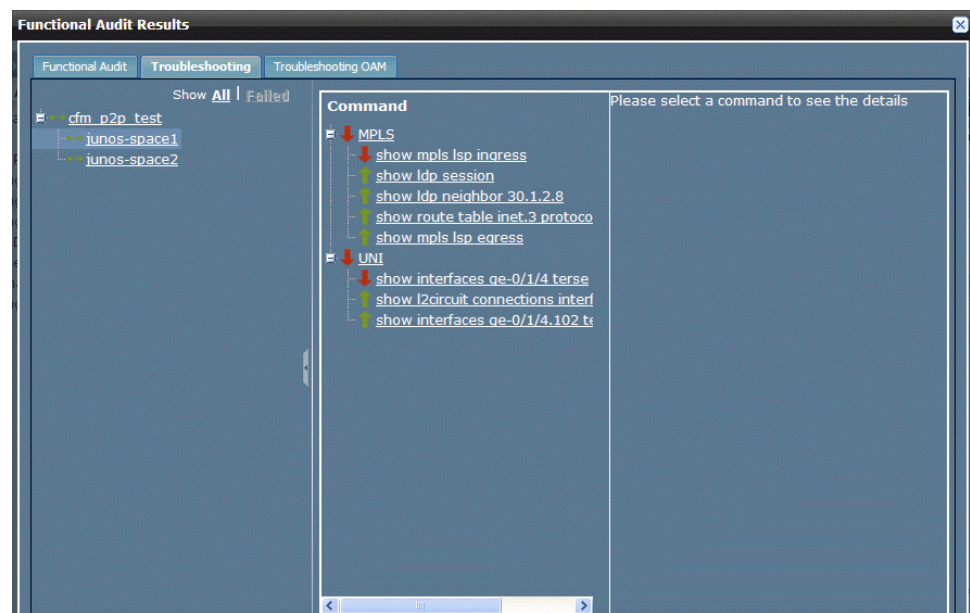 Functional Audit Results
Functional Audit
Troubleshooting
Troubleshooting OAM
Show All | Failed
cfm_p2p_test
junos-space1
junos-space2
Command
MPLS
show mpls lsp ingress
show ldp session
show ldp neighbor 30.1.2.8
show route table inet.3 protoco
show mpls lsp egress
UNI
show interfaces ge-0/1/4 terse
show l2circuit connections interf
show interfaces ge-0/1/4.102 te
Please select a command to see the details